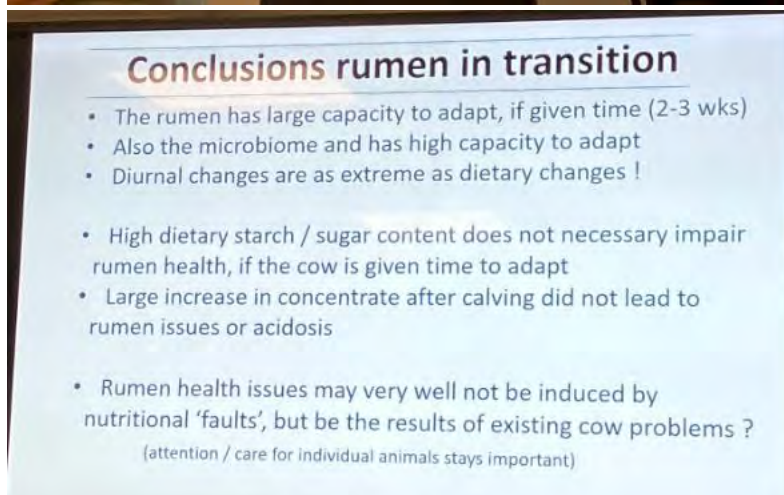 Conclusions rumen in transition
• The rumen has large capacity to adapt, if given time (2-3 wks)
• Also the microbiome and has high capacity to adapt
• Diurnal changes are as extreme as dietary changes !
• High dietary starch / sugar content does not necessary impair
rumen health, if the cow is given time to adapt
• Large increase in concentrate after calving did not lead to
rumen issues or acidosis
• Rumen health issues may very well not be induced by
nutritional ‘faults’, but be the results of existing cow problems ?
(attention / care for individual animals stays important)